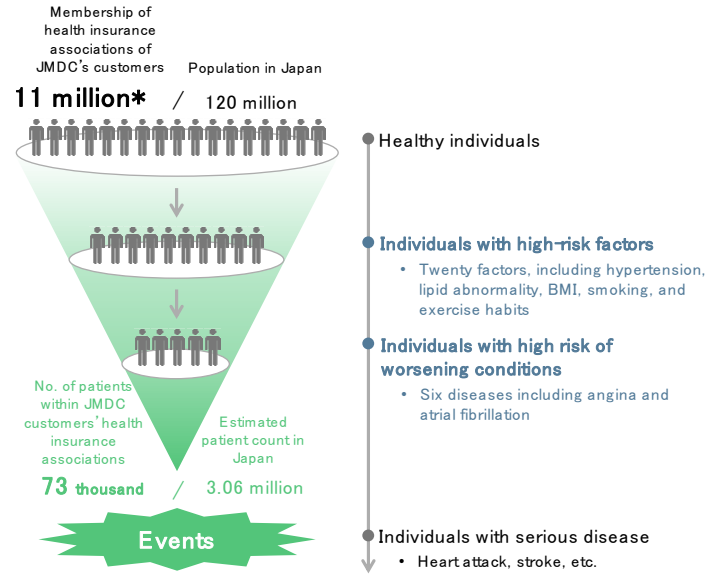 Membership of
health insurance
associations of
JMDC's customers
Population in Japan
11 million* / 120 million
Healthy individuals
Individuals with high-risk factors
• Twenty factors, including hypertension,
lipid abnormality, BMI, smoking, and
exercise habits
Individuals with high risk of
worsening conditions
• Six diseases including angina and
atrial fibrillation
No. of patients
within JMDC
customers' health
insurance
associations
Estimated
patient count in
Japan
73 thousand / 3.06 million
Events
Individuals with serious disease
• Heart attack, stroke, etc.